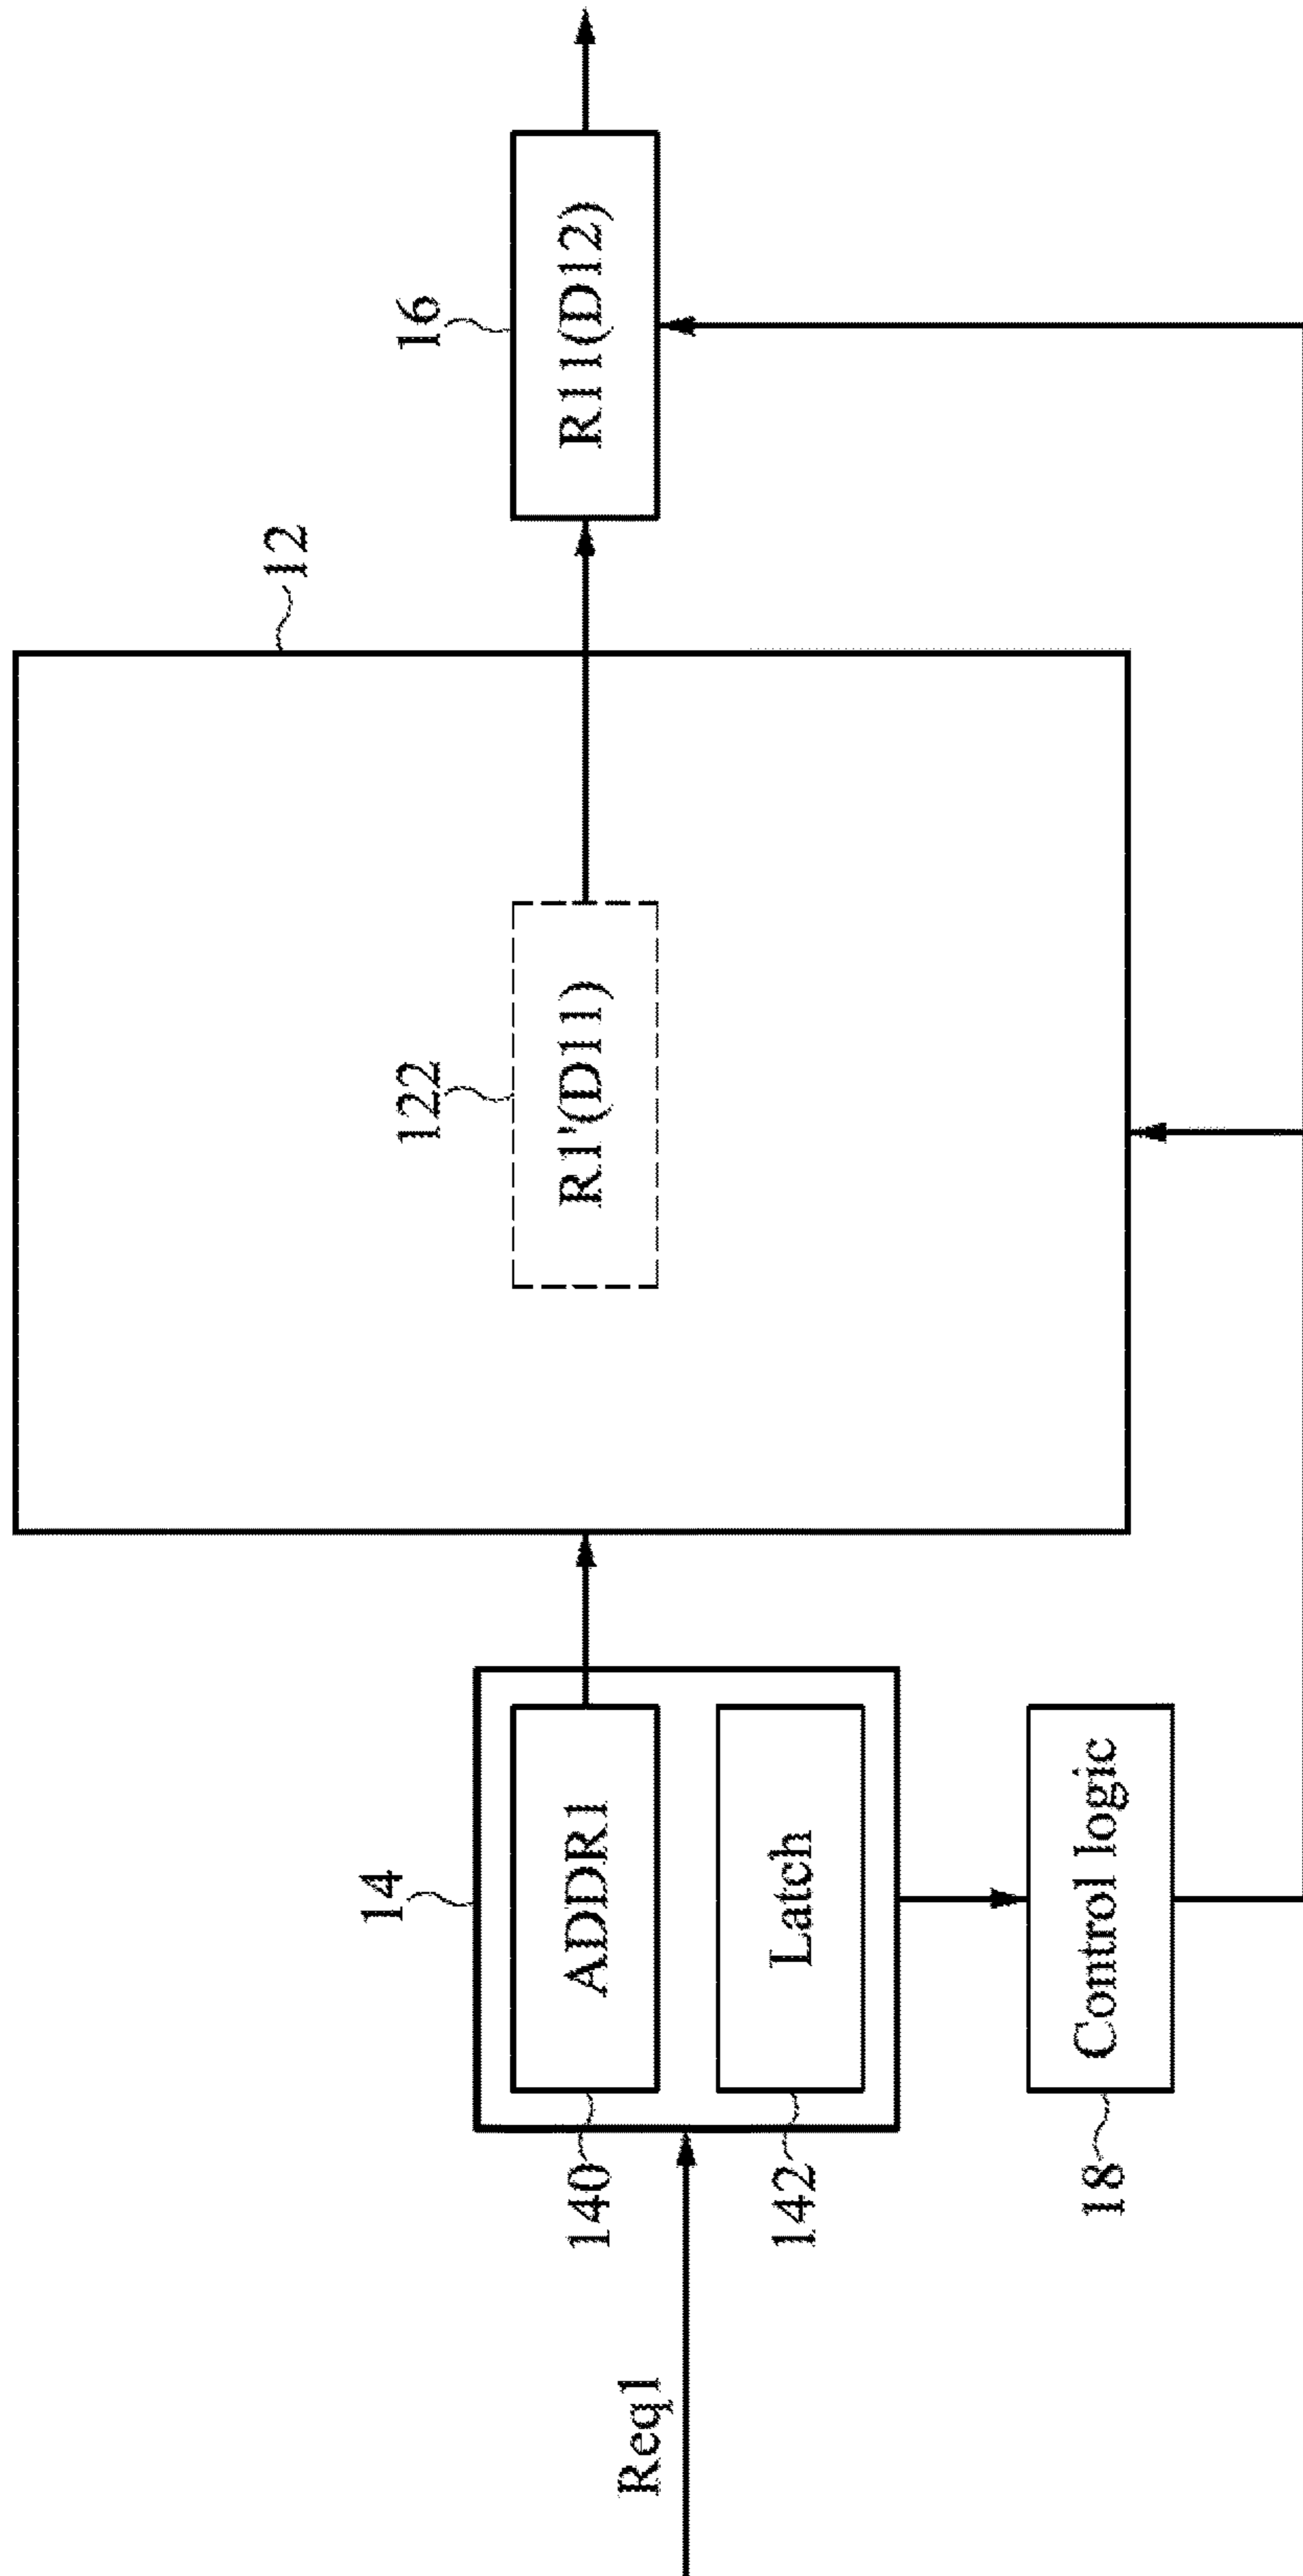 Req1
14
140
ADDR1
142
Latch
18
Control logic
12
122
R1'(D11)
16
R11(D12)